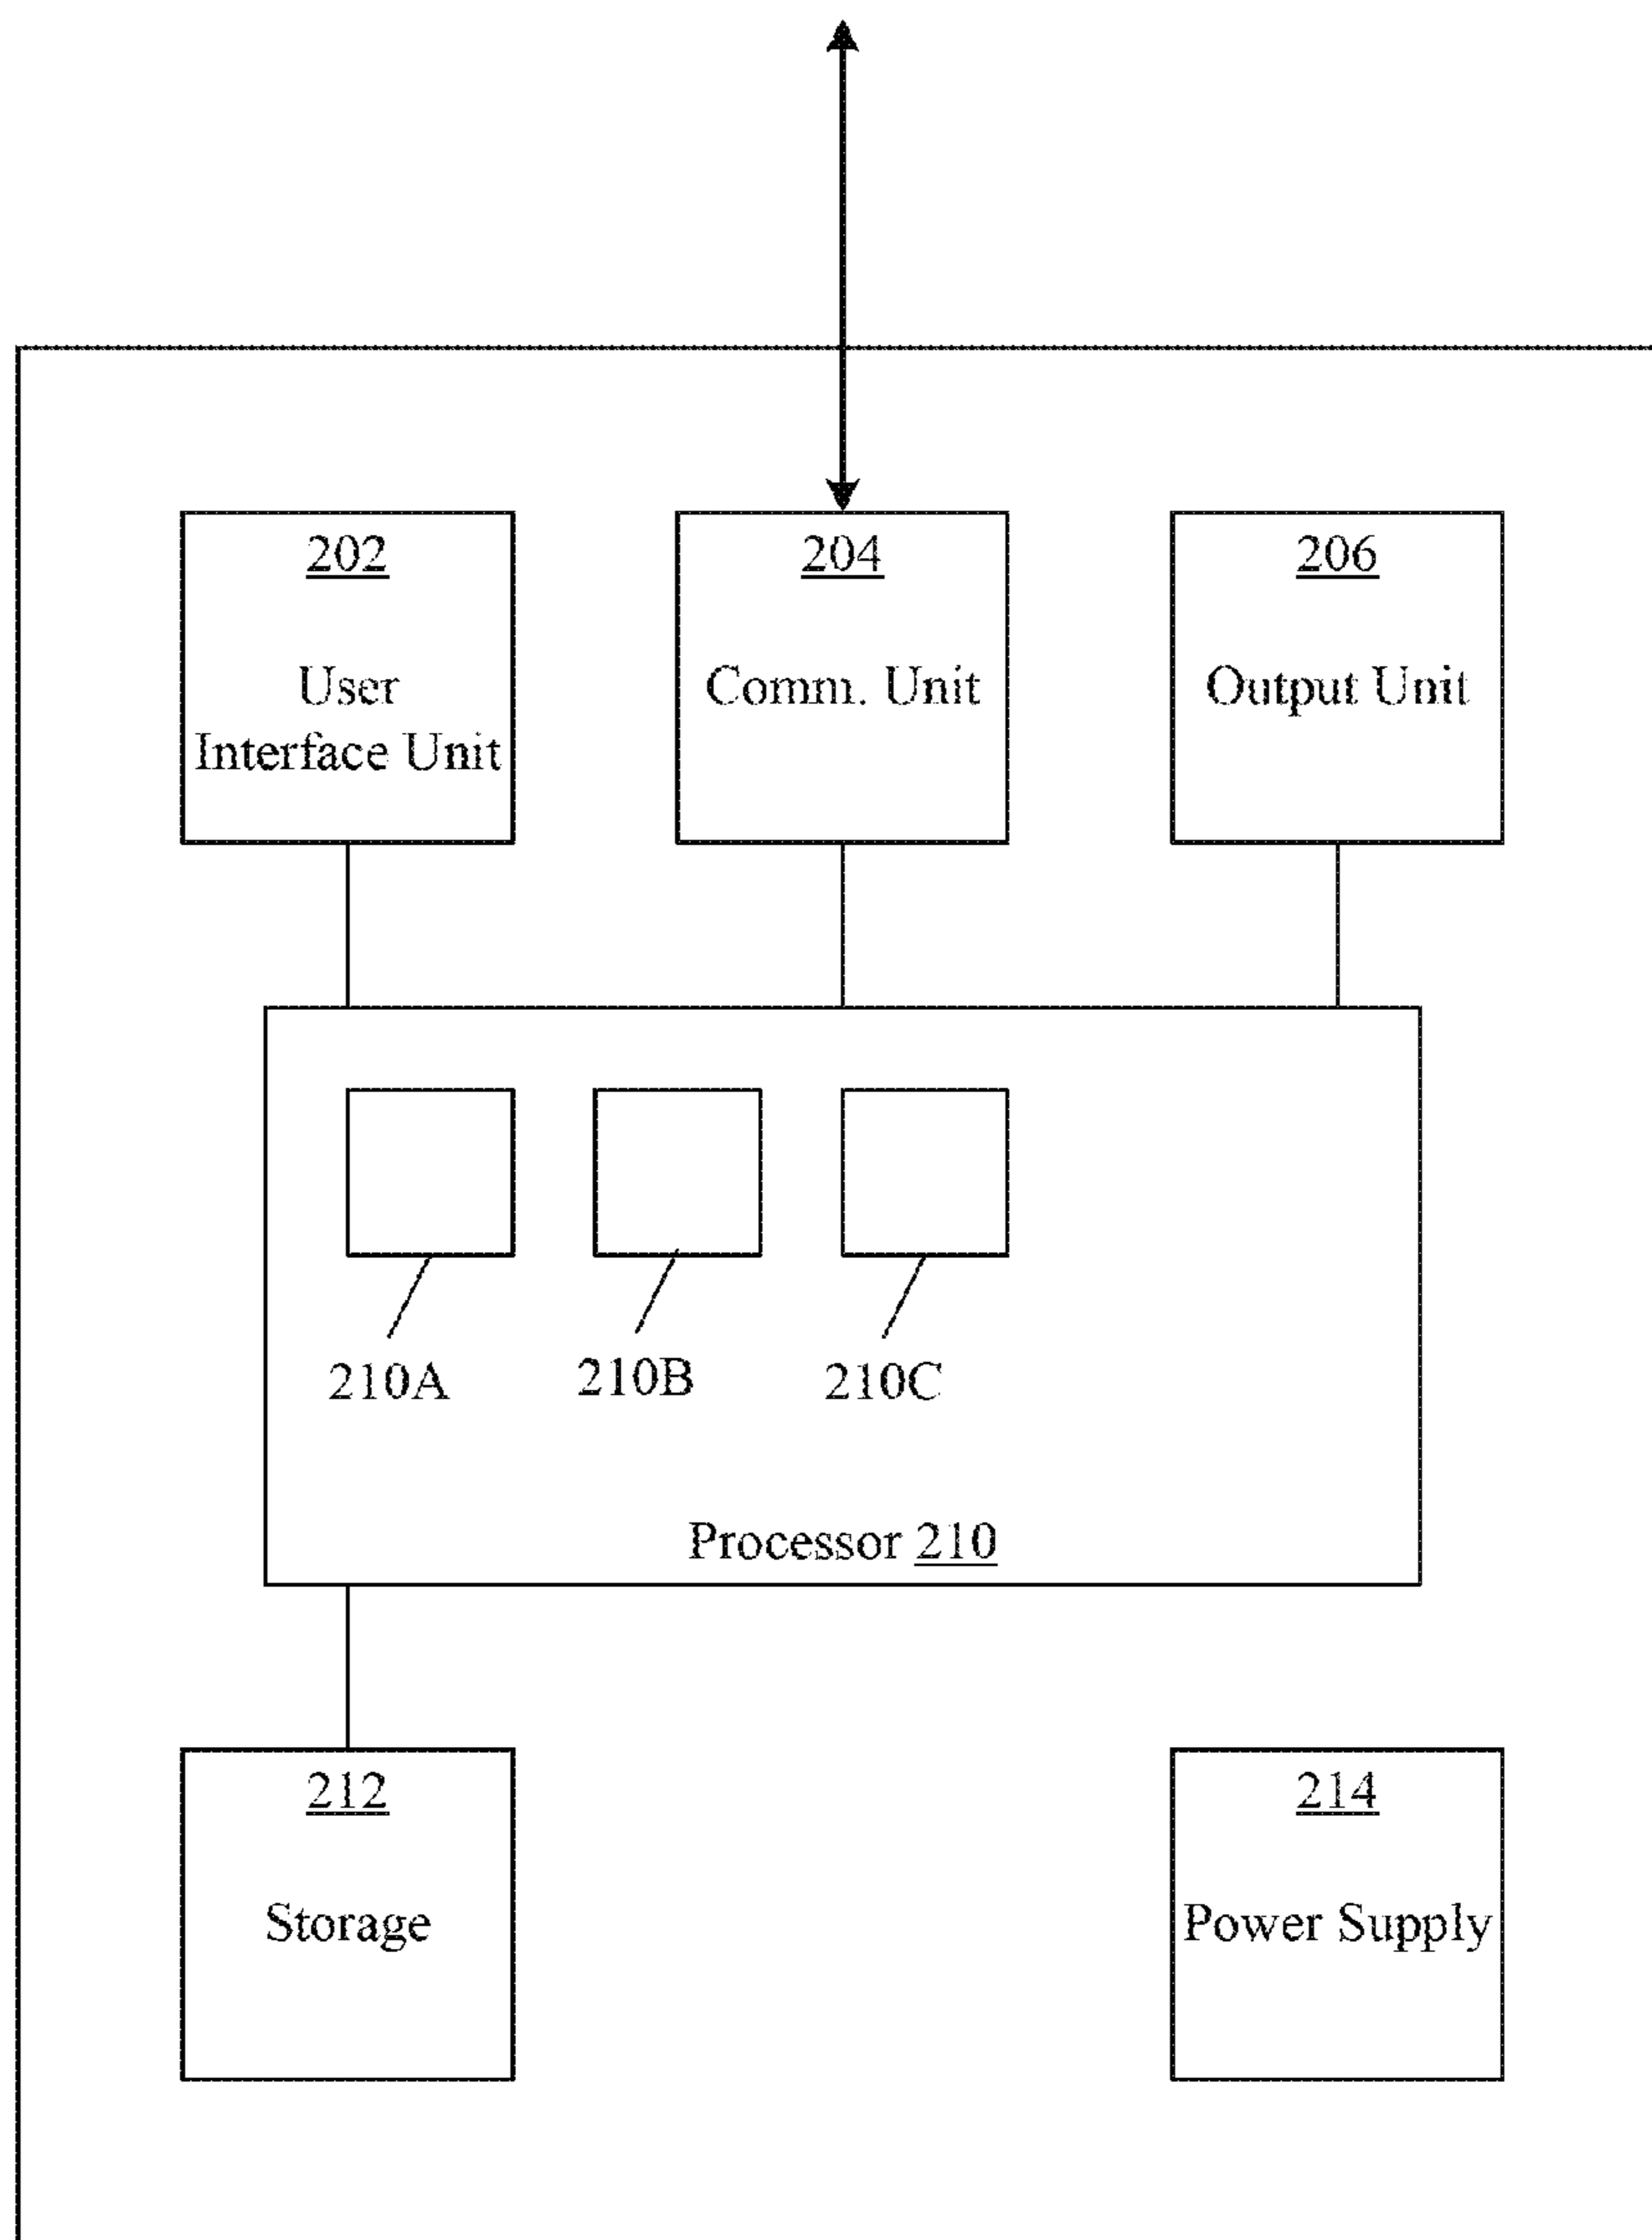 202
User
Interface Unit
204
Comm. Unit
206
Output Unit
210A
210B
210C
Processor 210
212
Storage
214
Power Supply